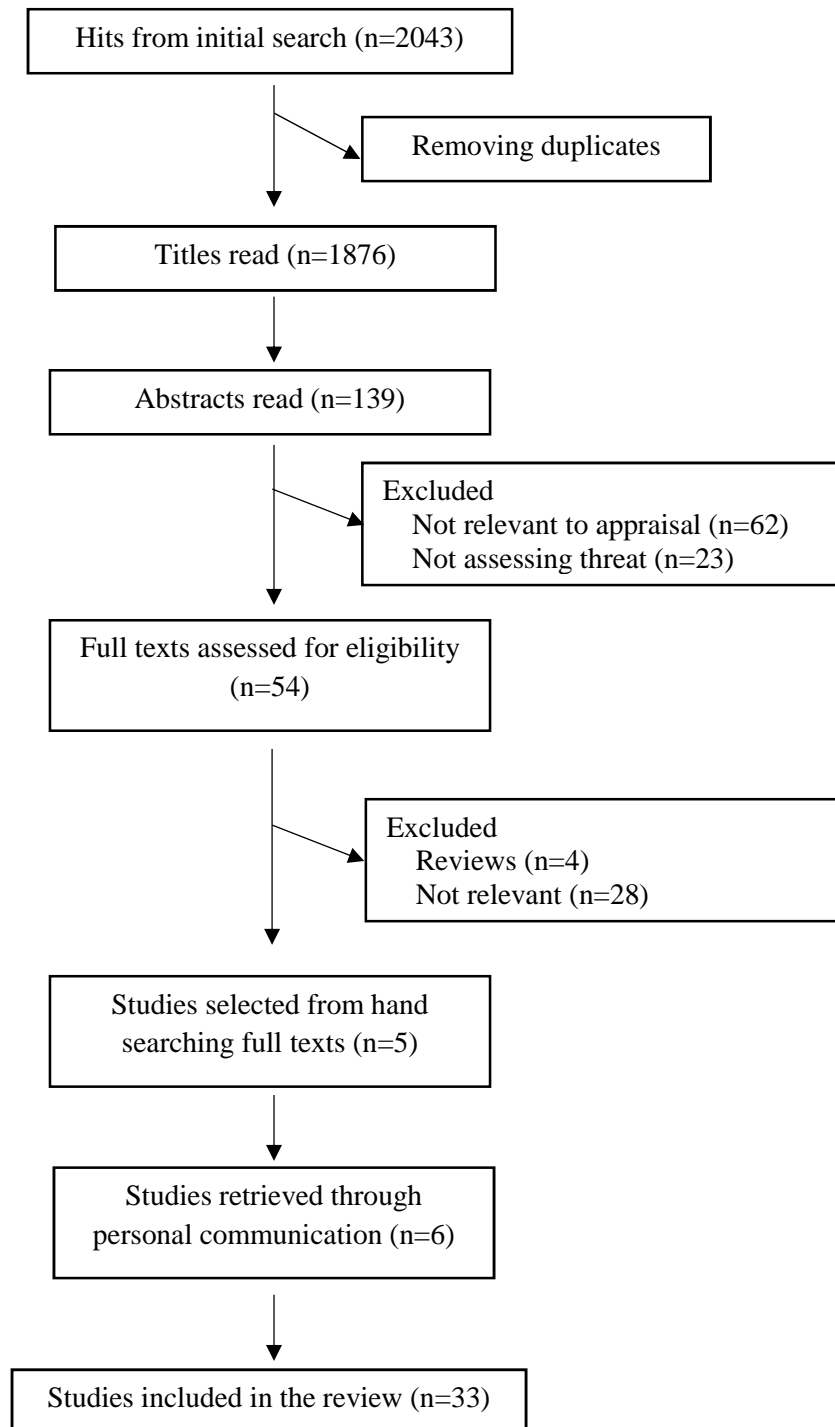 Hits from initial search (n=2043)
Removing duplicates
Titles read (n=1876)
Abstracts read (n=139)
Excluded
Not relevant to appraisal (n=62)
Not assessing threat (n=23)
Full texts assessed for eligibility
(n=54)
Excluded
Reviews (n=4)
Not relevant (n=28)
Studies selected from hand
searching full texts (n=5)
Studies retrieved through
personal communication (n=6)
Studies included in the review (n=33)